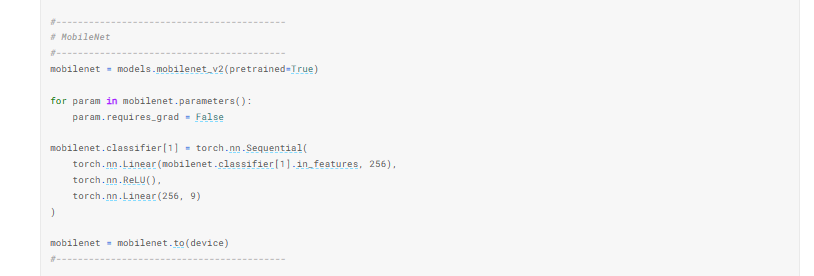 #------------------------------------------
# MobileNet
#------------------------------------------
mobilenet = models.mobilenet_v2(pretrained=True)
for param in mobilenet.parameters():
    param.requires_grad = False
mobilenet.classifier[1] = torch.nn.Sequential(
    torch.nn.Linear(mobilenet.classifier[1].in_features, 256),
    torch.nn.ReLU(),
    torch.nn.Linear(256, 9)
)
mobilenet = mobilenet.to(device)
#------------------------------------------